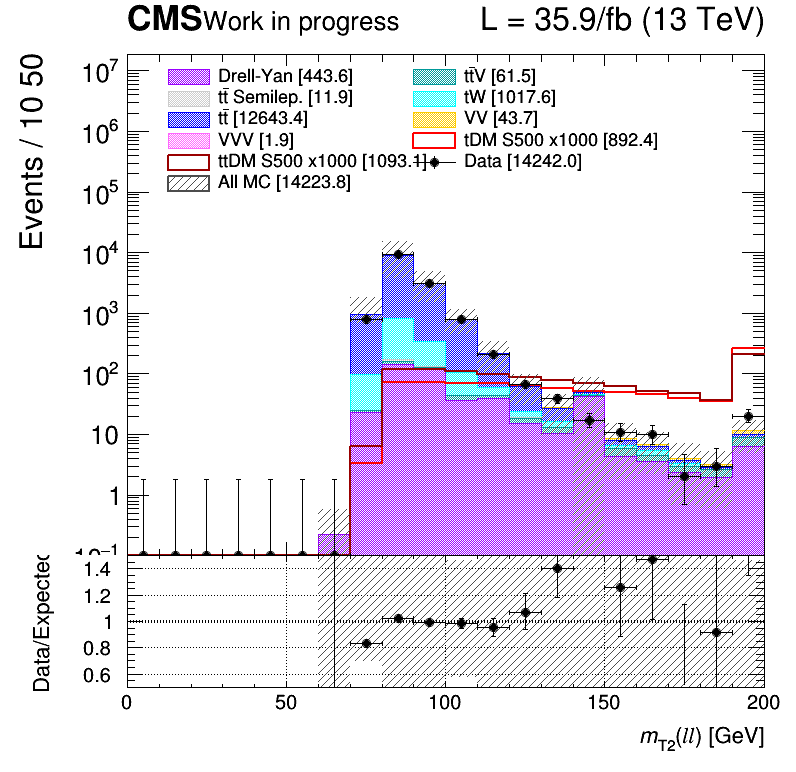 CMS Work in progress L = 35.9/fb (13 TeV)
Events / 10 50
Drell-Yan [443.6] tt̄V [61.5]
tt̄ Semilep. [11.9] tW [1017.6]
tt̄ [12643.4] VV [43.7]
VVV [1.9] tDM S500 x1000 [892.4]
ttDM S500 x1000 [1093.1] Data [14242.0]
All MC [14223.8]
10⁷
10⁶
10⁵
10⁴
10³
10²
10
1
10⁻¹
Data/Expected
1.4
1.2
1
0.8
0.6
0 50 100 150 200
m_T2(ll) [GeV]